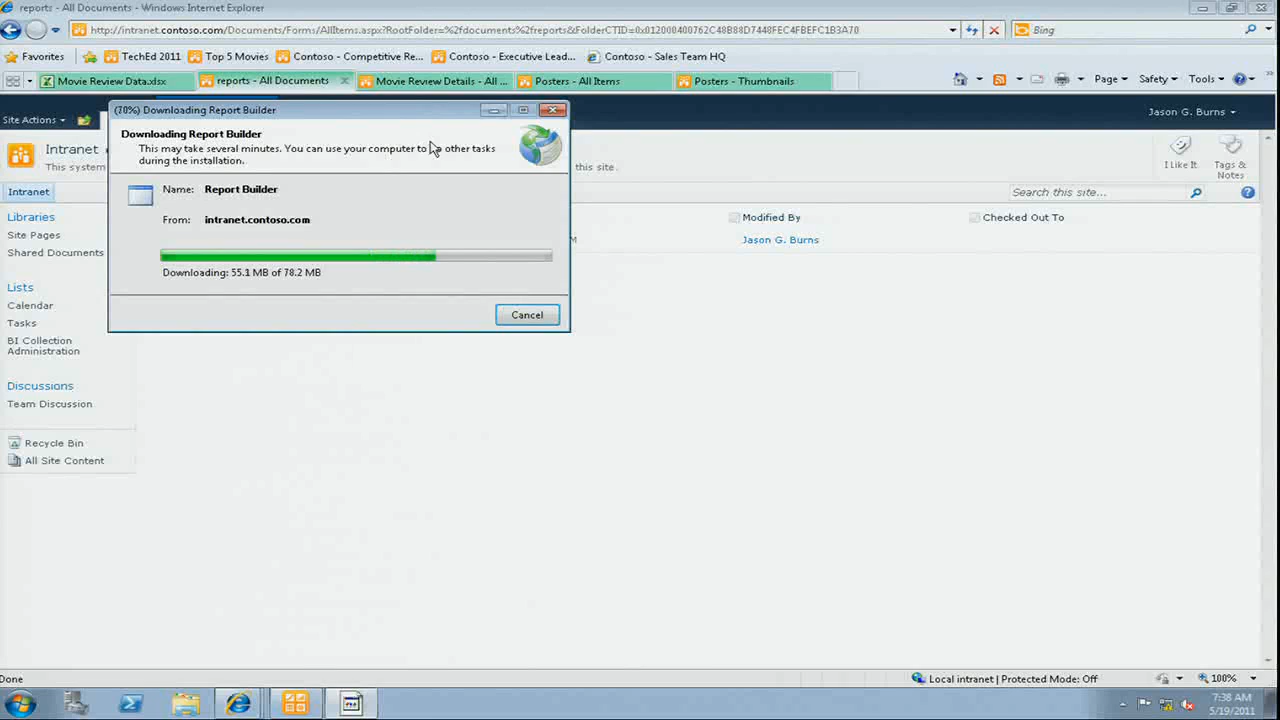 reports - All Documents - Windows Internet Explorer
http://intranet.contoso.com/Documents/Forms/AllItems.aspx?RootFolder=%2fdocuments%2freports&FolderCTID=0x012000400762C48B88D7448FEC4FBEFC1B3A70
Bing
Favorites TechEd 2011 Top 5 Movies Contoso - Competitive Re... Contoso - Executive Lead... Contoso - Sales Team HQ
Movie Review Data.xlsx reports - All Documents Movie Review Details - All ... Posters - All Items Posters - Thumbnails Page Safety Tools
Site Actions Jason G. Burns
(70%) Downloading Report Builder
Downloading Report Builder
This may take several minutes. You can use your computer to other tasks
during the installation.
Name: Report Builder
From: intranet.contoso.com
Downloading: 55.1 MB of 78.2 MB
Cancel
Intranet
This system this site.
I Like It Tags &
Notes
Intranet Search this site...
Modified By Checked Out To
M Jason G. Burns
Libraries
Site Pages
Shared Documents
Lists
Calendar
Tasks
BI Collection
Administration
Discussions
Team Discussion
Recycle Bin
All Site Content
Done Local intranet | Protected Mode: Off 100%
7:38 AM
5/19/2011